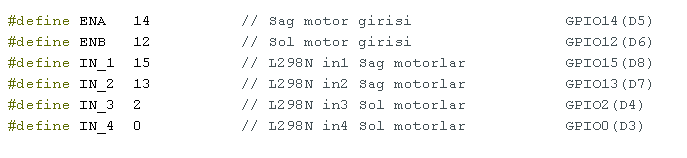 #define ENA 14 // Sag motor girisi GPIO14(D5)
#define ENB 12 // Sol motor girisi GPIO12(D6)
#define IN_1 15 // L298N in1 Sag motorlar GPIO15(D8)
#define IN_2 13 // L298N in2 Sag motorlar GPIO13(D7)
#define IN_3 2 // L298N in3 Sol motorlar GPIO2(D4)
#define IN_4 0 // L298N in4 Sol motorlar GPIO0(D3)